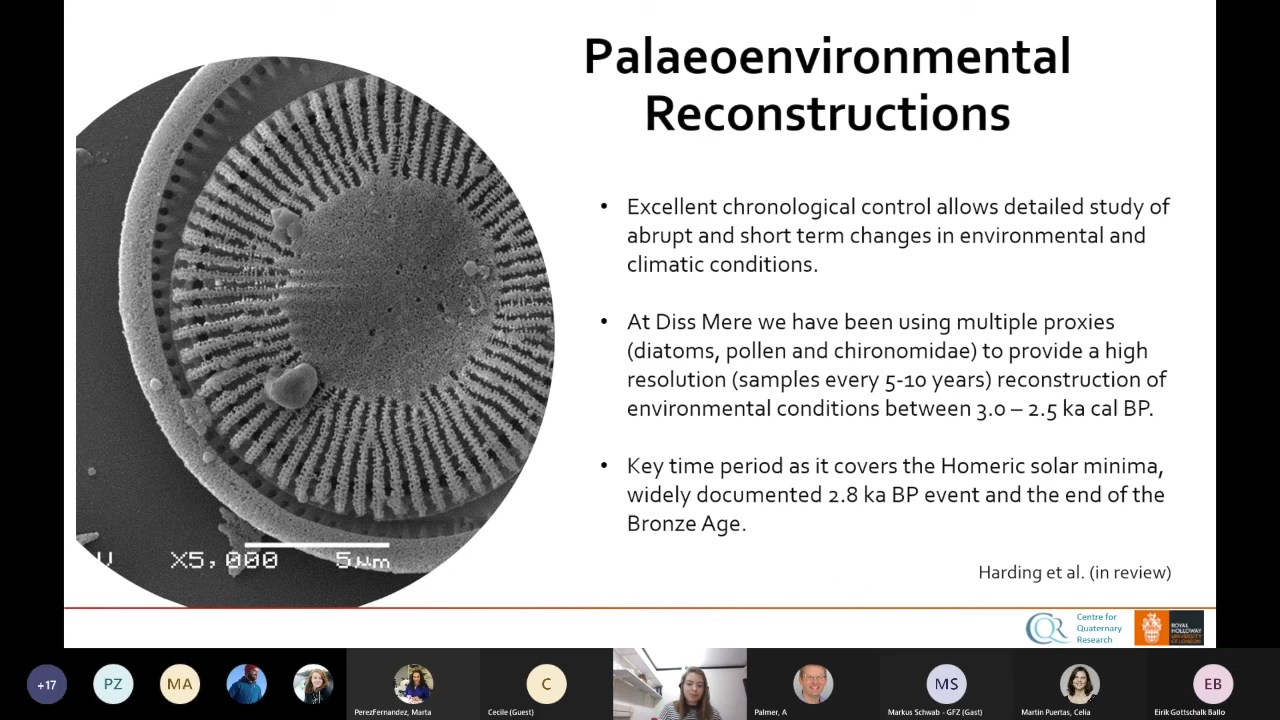 Palaeoenvironmental
Reconstructions
• Excellent chronological control allows detailed study of
abrupt and short term changes in environmental and
climatic conditions.
• At Diss Mere we have been using multiple proxies
(diatoms, pollen and chironomidae) to provide a high
resolution (samples every 5-10 years) reconstruction of
environmental conditions between 3.0 – 2.5 ka cal BP.
• Key time period as it covers the Homeric solar minima,
widely documented 2.8 ka BP event and the end of the
Bronze Age.
Harding et al. (in review)
X5,000 5µm
QR
Centre for
Quaternary
Research
ROYAL
HOLLOWAY
UNIVERSITY
OF LONDON
+17
PZ
MA
PerezFernandez, Marta
C
Cecile (Guest)
Palmer, A
MS
Markus Schwab - GFZ (Gast)
Martin Puertas, Celia
EB
Eirik Gottschalk Ballo